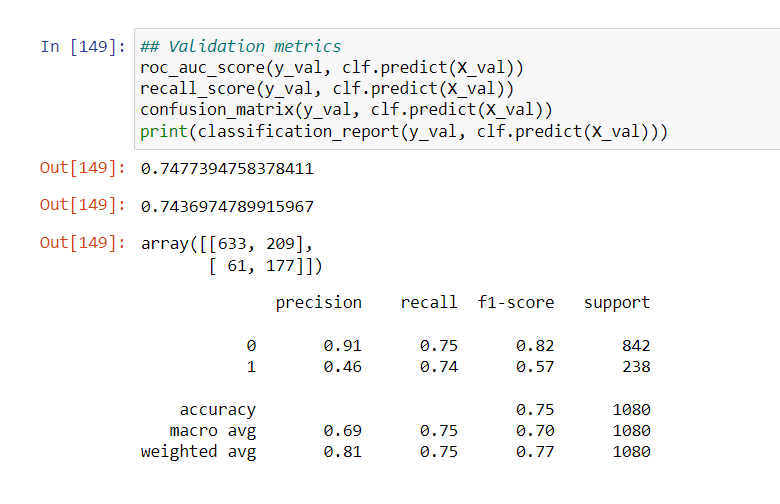 In [149]: ## Validation metrics
roc_auc_score(y_val, clf.predict(X_val))
recall_score(y_val, clf.predict(X_val))
confusion_matrix(y_val, clf.predict(X_val))
print(classification_report(y_val, clf.predict(X_val)))
Out[149]: 0.7477394758378411
Out[149]: 0.7436974789915967
Out[149]: array([[633, 209],
[ 61, 177]])
precision recall f1-score support
0 0.91 0.75 0.82 842
1 0.46 0.74 0.57 238
accuracy 0.75 1080
macro avg 0.69 0.75 0.70 1080
weighted avg 0.81 0.75 0.77 1080